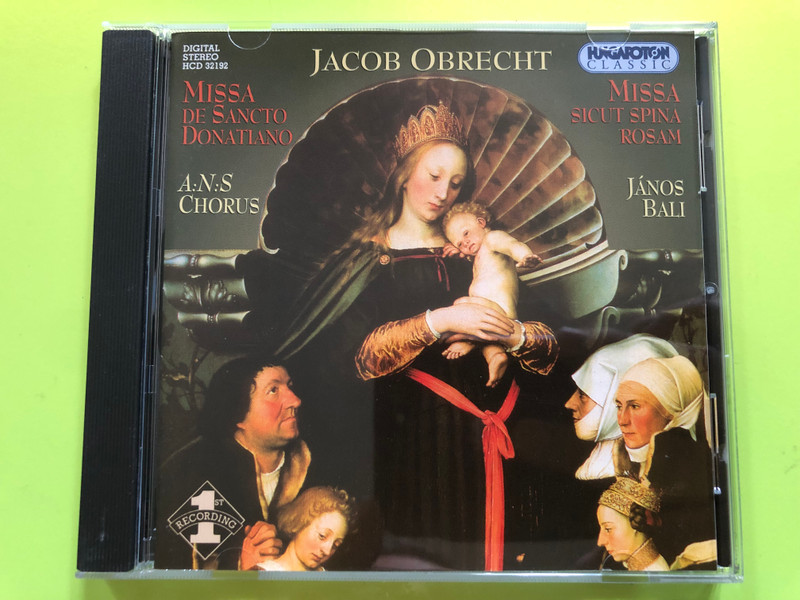 DIGITAL
STEREO
HCD 32192
JACOB OBRECHT
HUNGAROTON
CLASSIC
MISSA
DE SANCTO
DONATIANO
MISSA
SICUT SPINA
ROSAM
A:N:S
CHORUS
JÁNOS
BALI
1ST
RECORDING